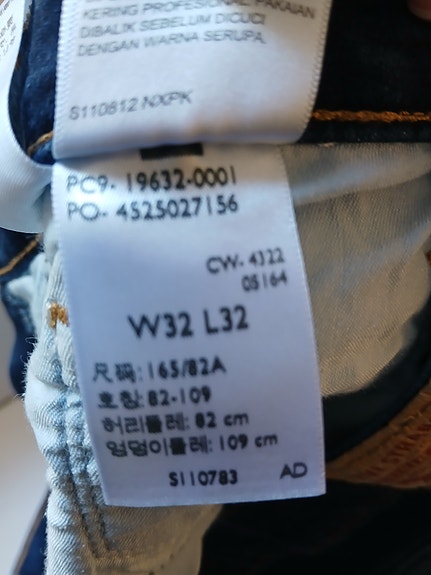 KERING PROFESIONAL PAKAIAN
DIBALIK SEBELUM DICUCI
DENGAN WARNA SERUPA.
S110812 NXPK
PC9- 19632-0001
PO- 4525027156
CW- 4322
05164
W32 L32
尺码: 165/82A
호칭: 82-109
허리둘레: 82 cm
엉덩이둘레: 109 cm
S110783 AD